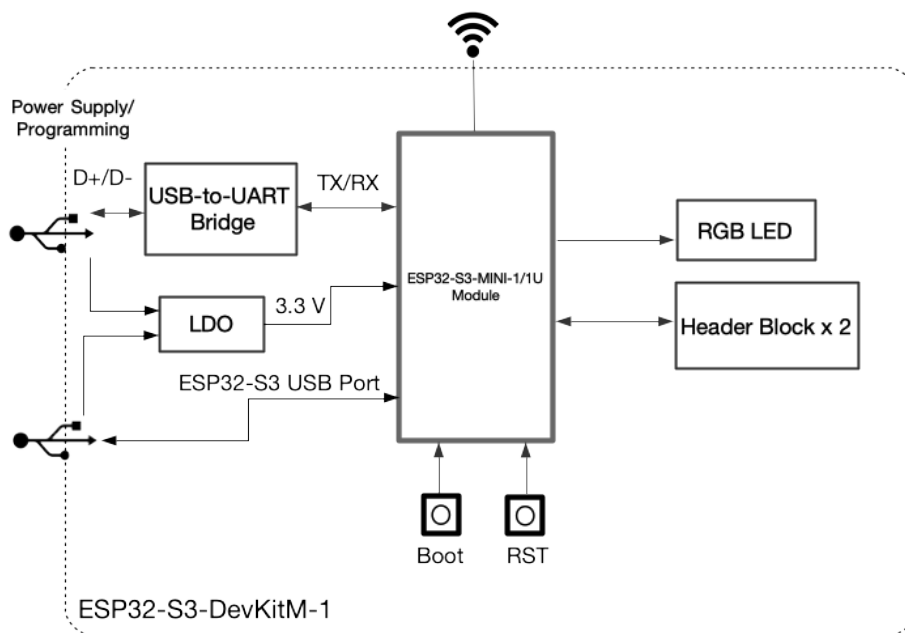 Power Supply/
Programming
D+/D-
USB-to-UART
Bridge
TX/RX
ESP32-S3-MINI-1/1U
Module
RGB LED
LDO
3.3 V
Header Block x 2
ESP32-S3 USB Port
Boot
RST
ESP32-S3-DevKitM-1